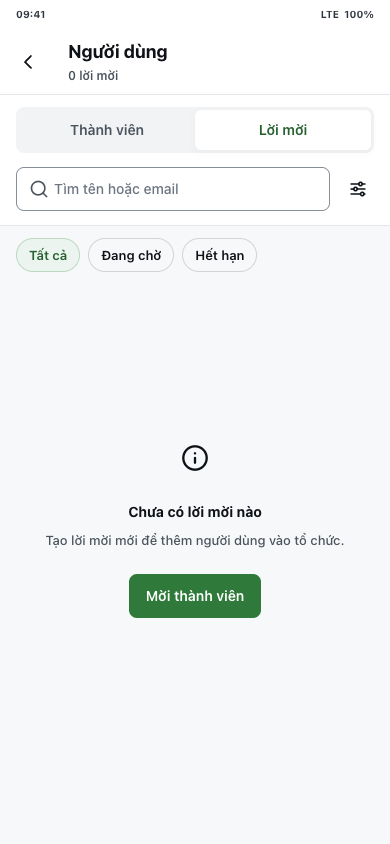 09:41
LTE 100%
Người dùng
0 lời mời
Thành viên
Lời mời
Tìm tên hoặc email
Tất cả
Đang chờ
Hết hạn
Chưa có lời mời nào
Tạo lời mời mới để thêm người dùng vào tổ chức.
Mời thành viên